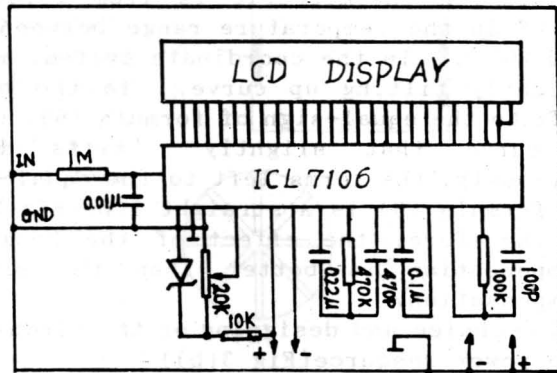 LCD DISPLAY
ICL7106
IN
1M
0.01μ
GND
20K
10K
+
-
0.22μ
470K
470P
0.1μ
100K
100P
-
+